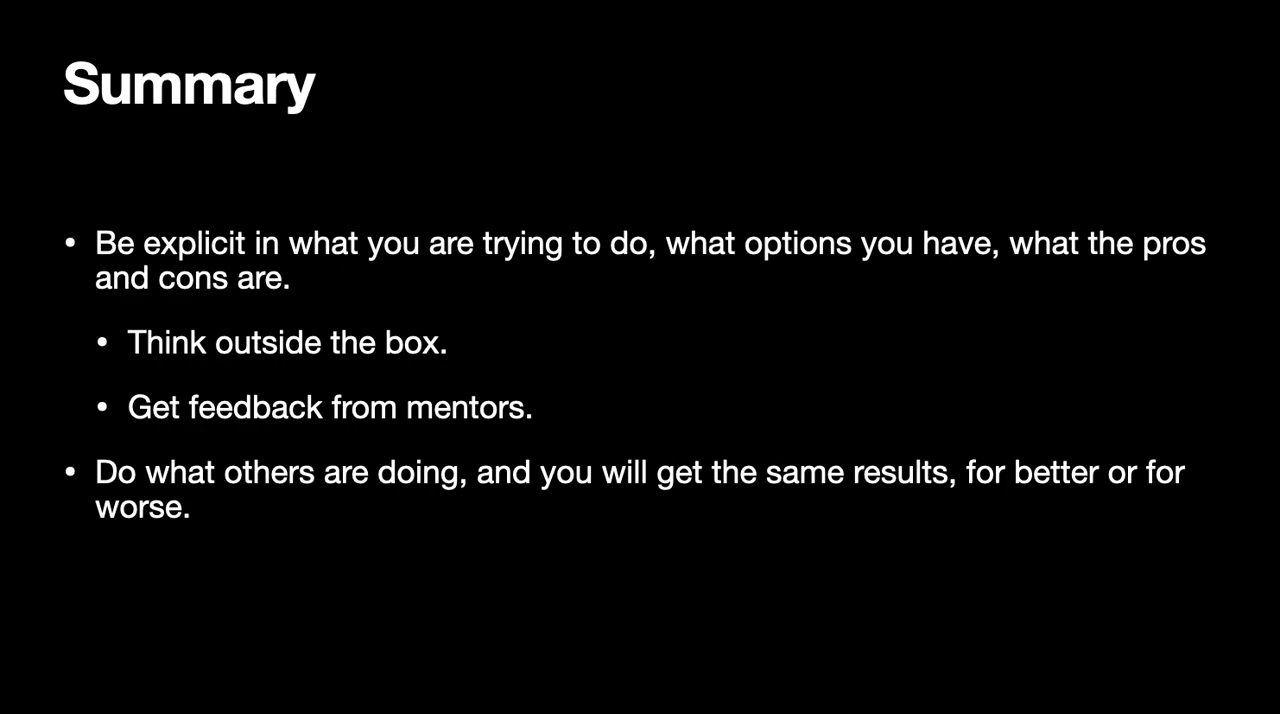 Summary
• Be explicit in what you are trying to do, what options you have, what the pros
and cons are.
• Think outside the box.
• Get feedback from mentors.
• Do what others are doing, and you will get the same results, for better or for
worse.